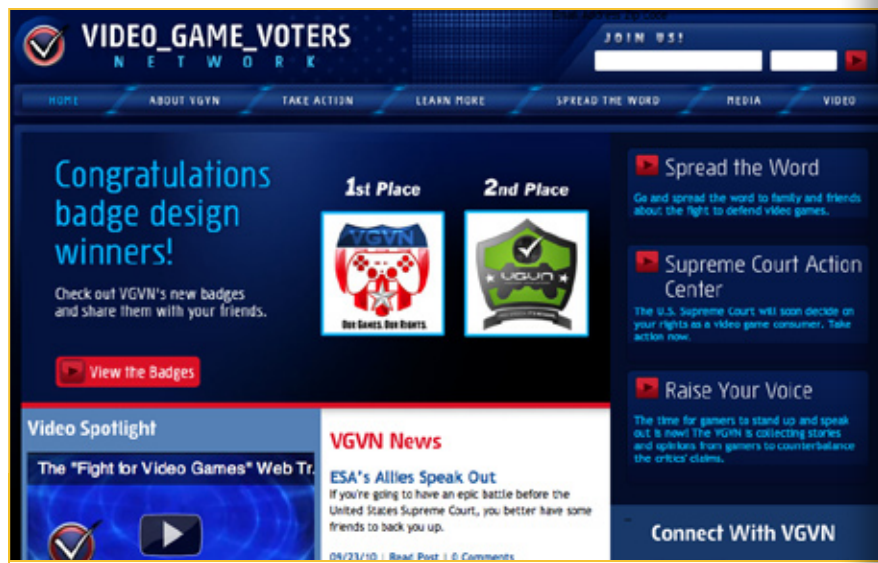 Email Address Zip Code
VIDEO_GAME_VOTERS
NETWORK
JOIN US!
HOME
ABOUT VGVN
TAKE ACTION
LEARN MORE
SPREAD THE WORD
MEDIA
VIDEO
Congratulations
badge design
winners!
Check out VGVN's new badges
and share them with your friends.
View the Badges
1st Place
2nd Place
VGVN
OUR GAMES. OUR RIGHTS.
VGVN
Spread the Word
Go and spread the word to family and friends
about the fight to defend video games.
Supreme Court Action
Center
The U.S. Supreme Court will soon decide on
your rights as a video game consumer. Take
action now.
Raise Your Voice
The time for gamers to stand up and speak
out is now! The VGVN is collecting stories
and opinions from gamers to counterbalance
the critics' claims.
Connect With VGVN
Video Spotlight
The "Fight for Video Games" Web Tr.
VGVN News
ESA's Allies Speak Out
If you're going to have an epic battle before the
United States Supreme Court, you better have some
friends to back you up.
09/23/10 | Read Post | 0 Comments